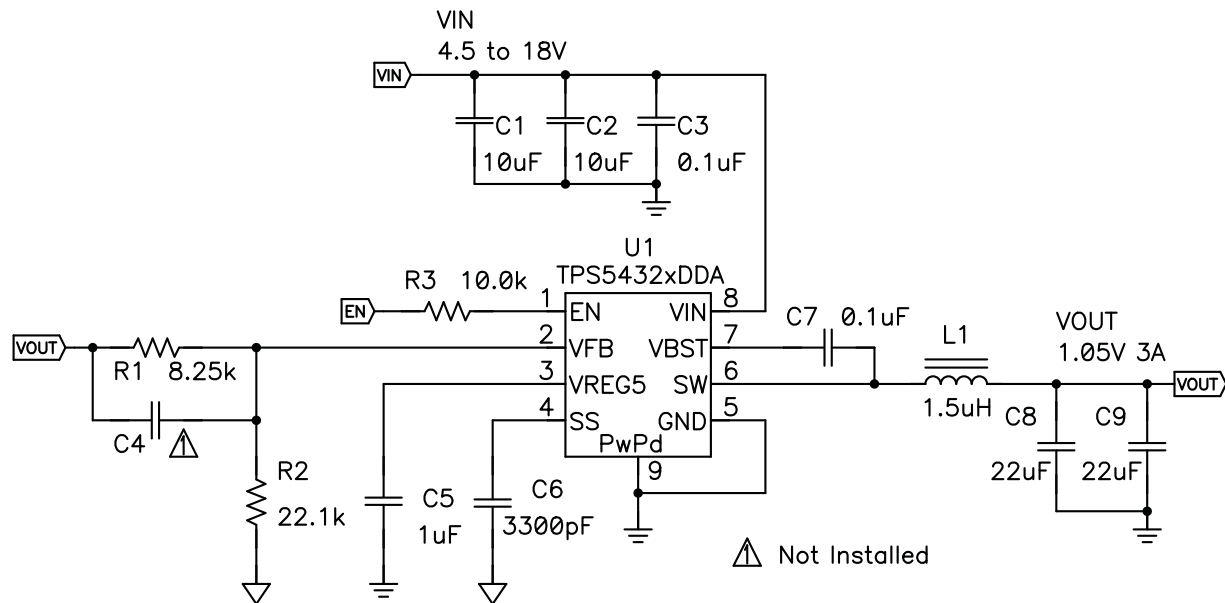 VIN
4.5 to 18V
VIN
C1
C2
C3
10uF
10uF
0.1uF
U1
TPS5432xDDA
R3 10.0k
EN
1
EN
VIN
8
VOUT
R1
8.25k
2
VFB
VBST
7
C7
0.1uF
3
VREG5
SW
6
L1
1.5uH
VOUT
1.05V 3A
VOUT
4
SS
GND
5
PwPd
9
C4
1
R2
22.1k
C5
1uF
C6
3300pF
C8
22uF
C9
22uF
1 Not Installed